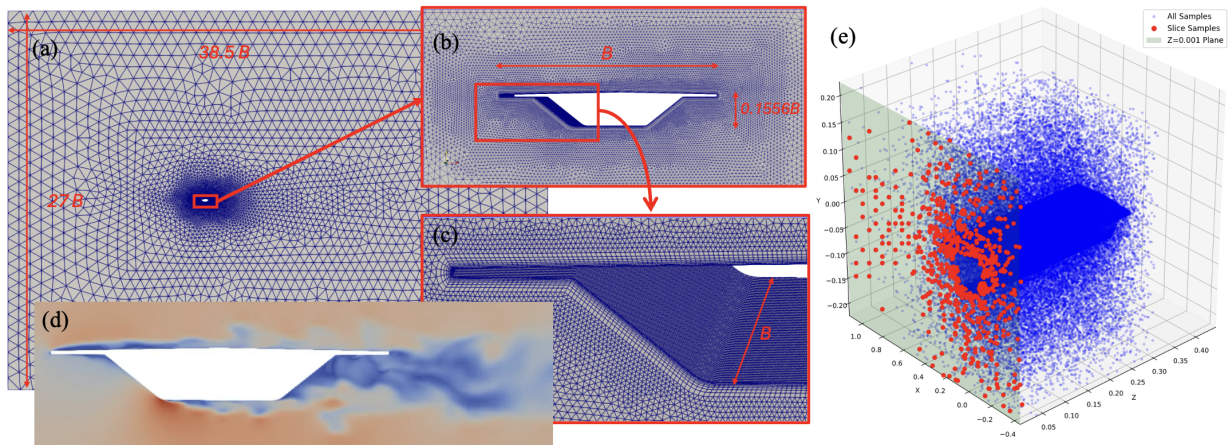 (a)
38.5 B
27 B
(b)
B
0.1556B
(c)
B
(d)
(e)
All Samples
Slice Samples
Z=0.001 Plane
0.20
0.15
0.10
0.05
0.00
−0.05
−0.10
−0.15
−0.20
Y
1.0
0.8
0.6
0.4
0.2
0.0
−0.2
−0.4
X
0.05
0.10
0.15
0.20
0.25
0.30
0.35
0.40
Z